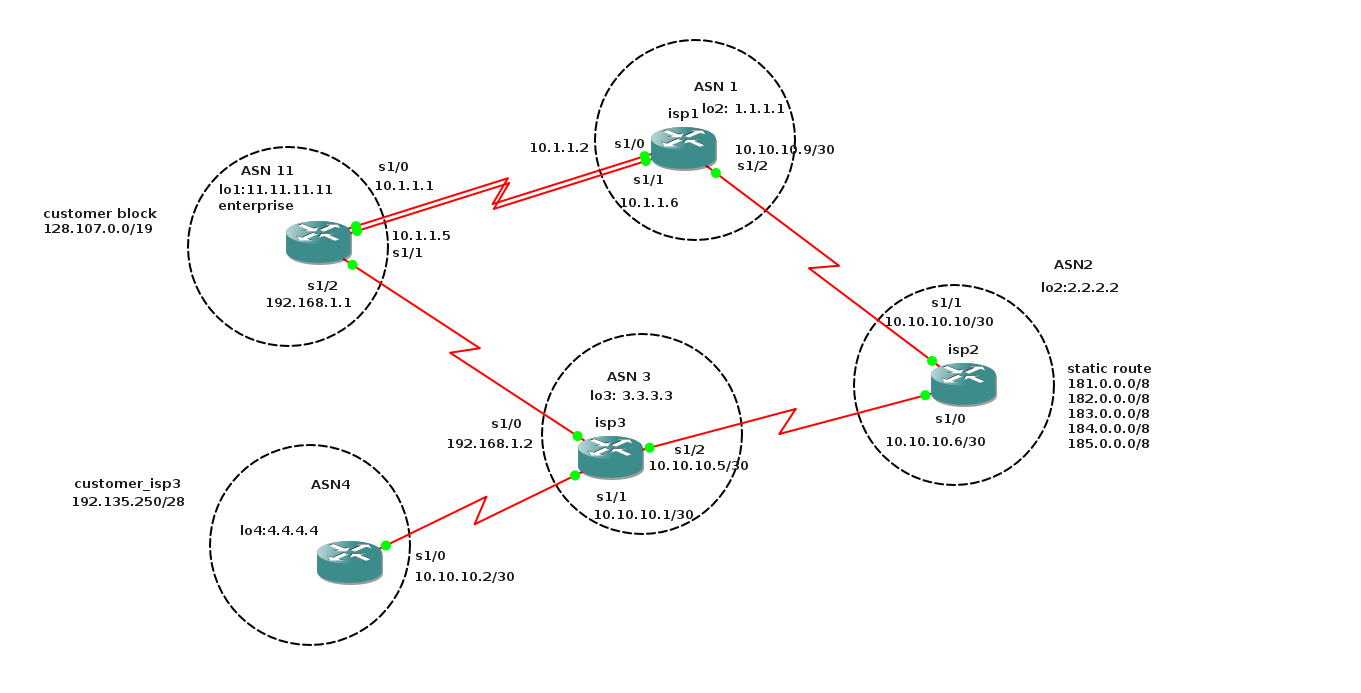 ASN 1
lo2: 1.1.1.1
isp1
10.1.1.2
s1/0
10.10.10.9/30
s1/2
s1/1
10.1.1.6
ASN 11
lo1:11.11.11.11
enterprise
s1/0
10.1.1.1
customer block
128.107.0.0/19
10.1.1.5
s1/1
s1/2
192.168.1.1
ASN2
lo2:2.2.2.2
s1/1
10.10.10.10/30
isp2
static route
181.0.0.0/8
182.0.0.0/8
183.0.0.0/8
184.0.0.0/8
185.0.0.0/8
s1/0
10.10.10.6/30
ASN 3
lo3: 3.3.3.3
isp3
s1/0
192.168.1.2
s1/2
10.10.10.5/30
s1/1
10.10.10.1/30
customer_isp3
192.135.250/28
ASN4
lo4:4.4.4.4
s1/0
10.10.10.2/30